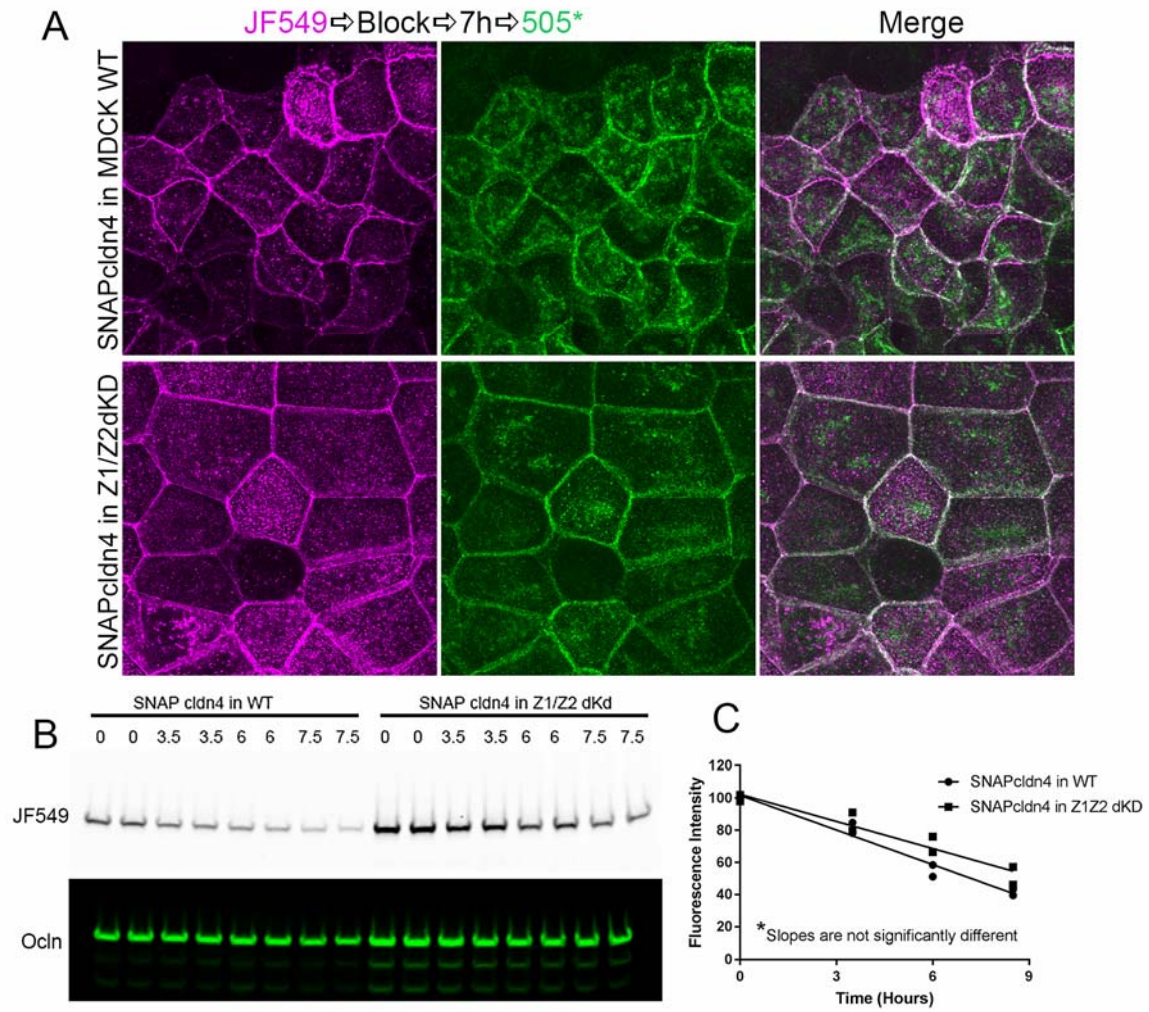 A
JF549⇨Block⇨7h⇨505*
Merge
SNAPcldn4 in MDCK WT
SNAPcldn4 in Z1/Z2dKD
B
SNAP cldn4 in WT
SNAP cldn4 in Z1/Z2 dKd
0 0 3.5 3.5 6 6 7.5 7.5 0 0 3.5 3.5 6 6 7.5 7.5
JF549
Ocln
C
Fluorescence Intensity
120
100
80
60
40
20
0
SNAPcldn4 in WT
SNAPcldn4 in Z1Z2 dKD
*Slopes are not significantly different
0 3 6 9
Time (Hours)